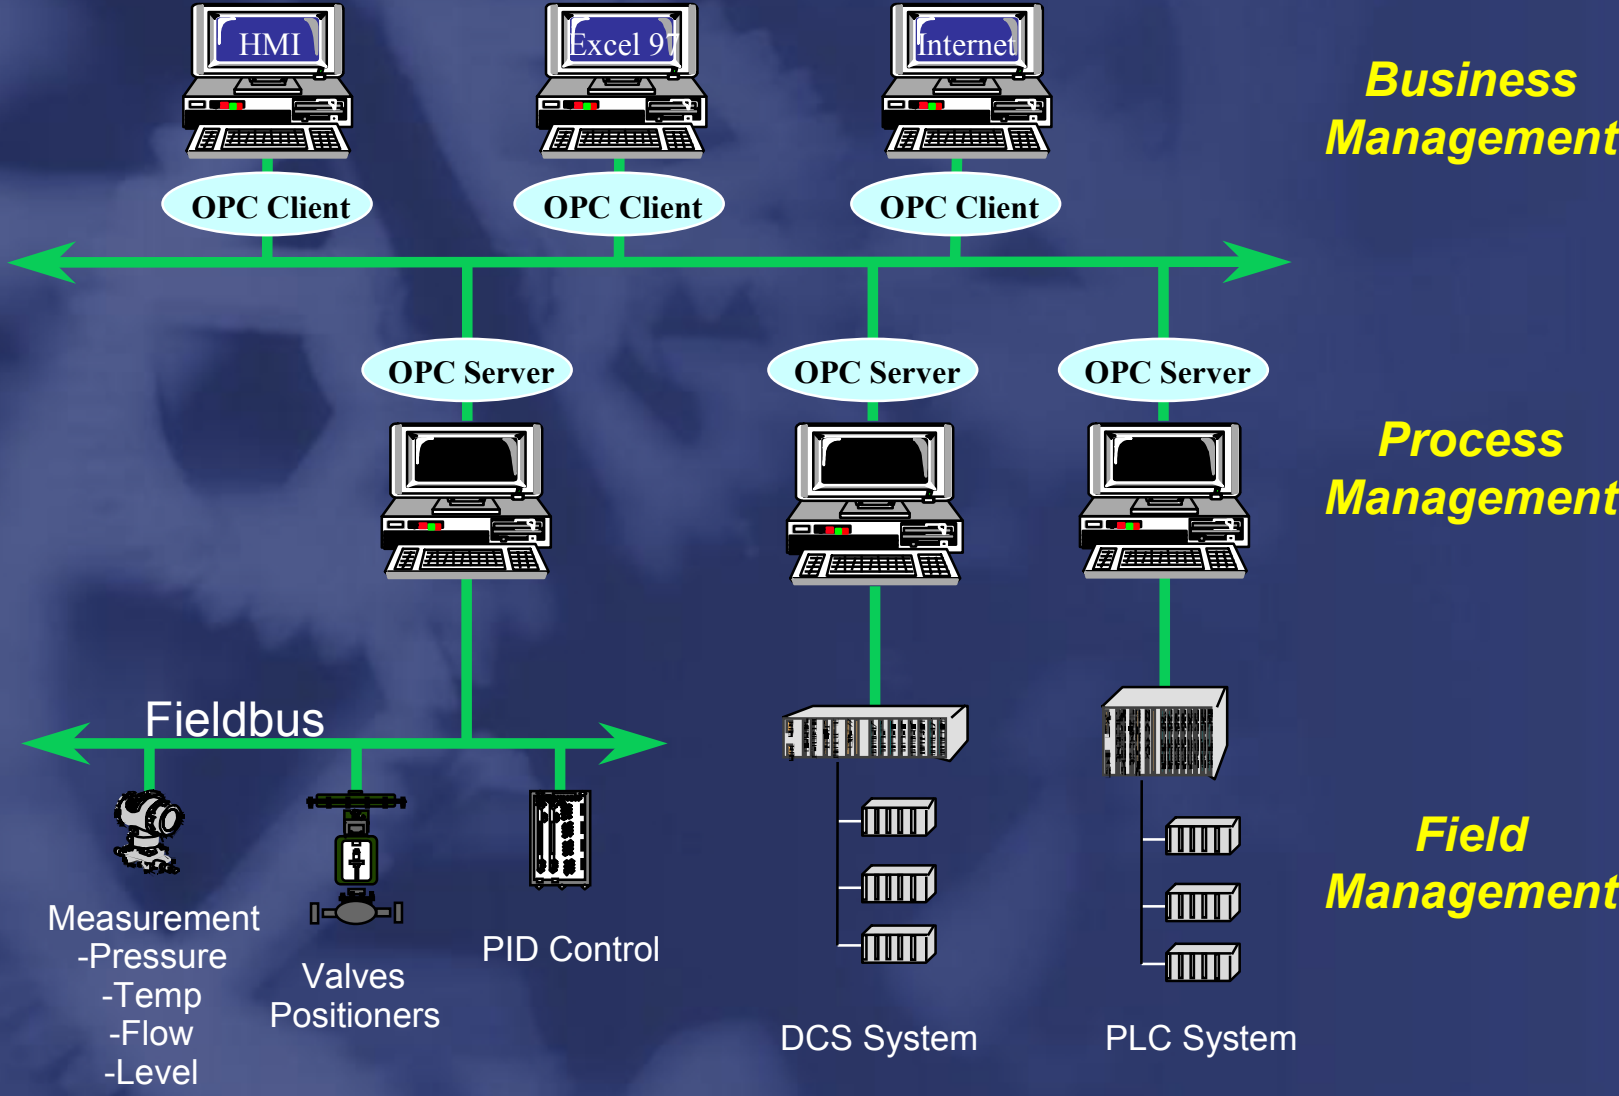 HMI
Excel 97
Internet
Business
Management
OPC Client
OPC Client
OPC Client
OPC Server
OPC Server
OPC Server
Process
Management
Fieldbus
Field
Management
Measurement
-Pressure
-Temp
-Flow
-Level
Valves
Positioners
PID Control
DCS System
PLC System